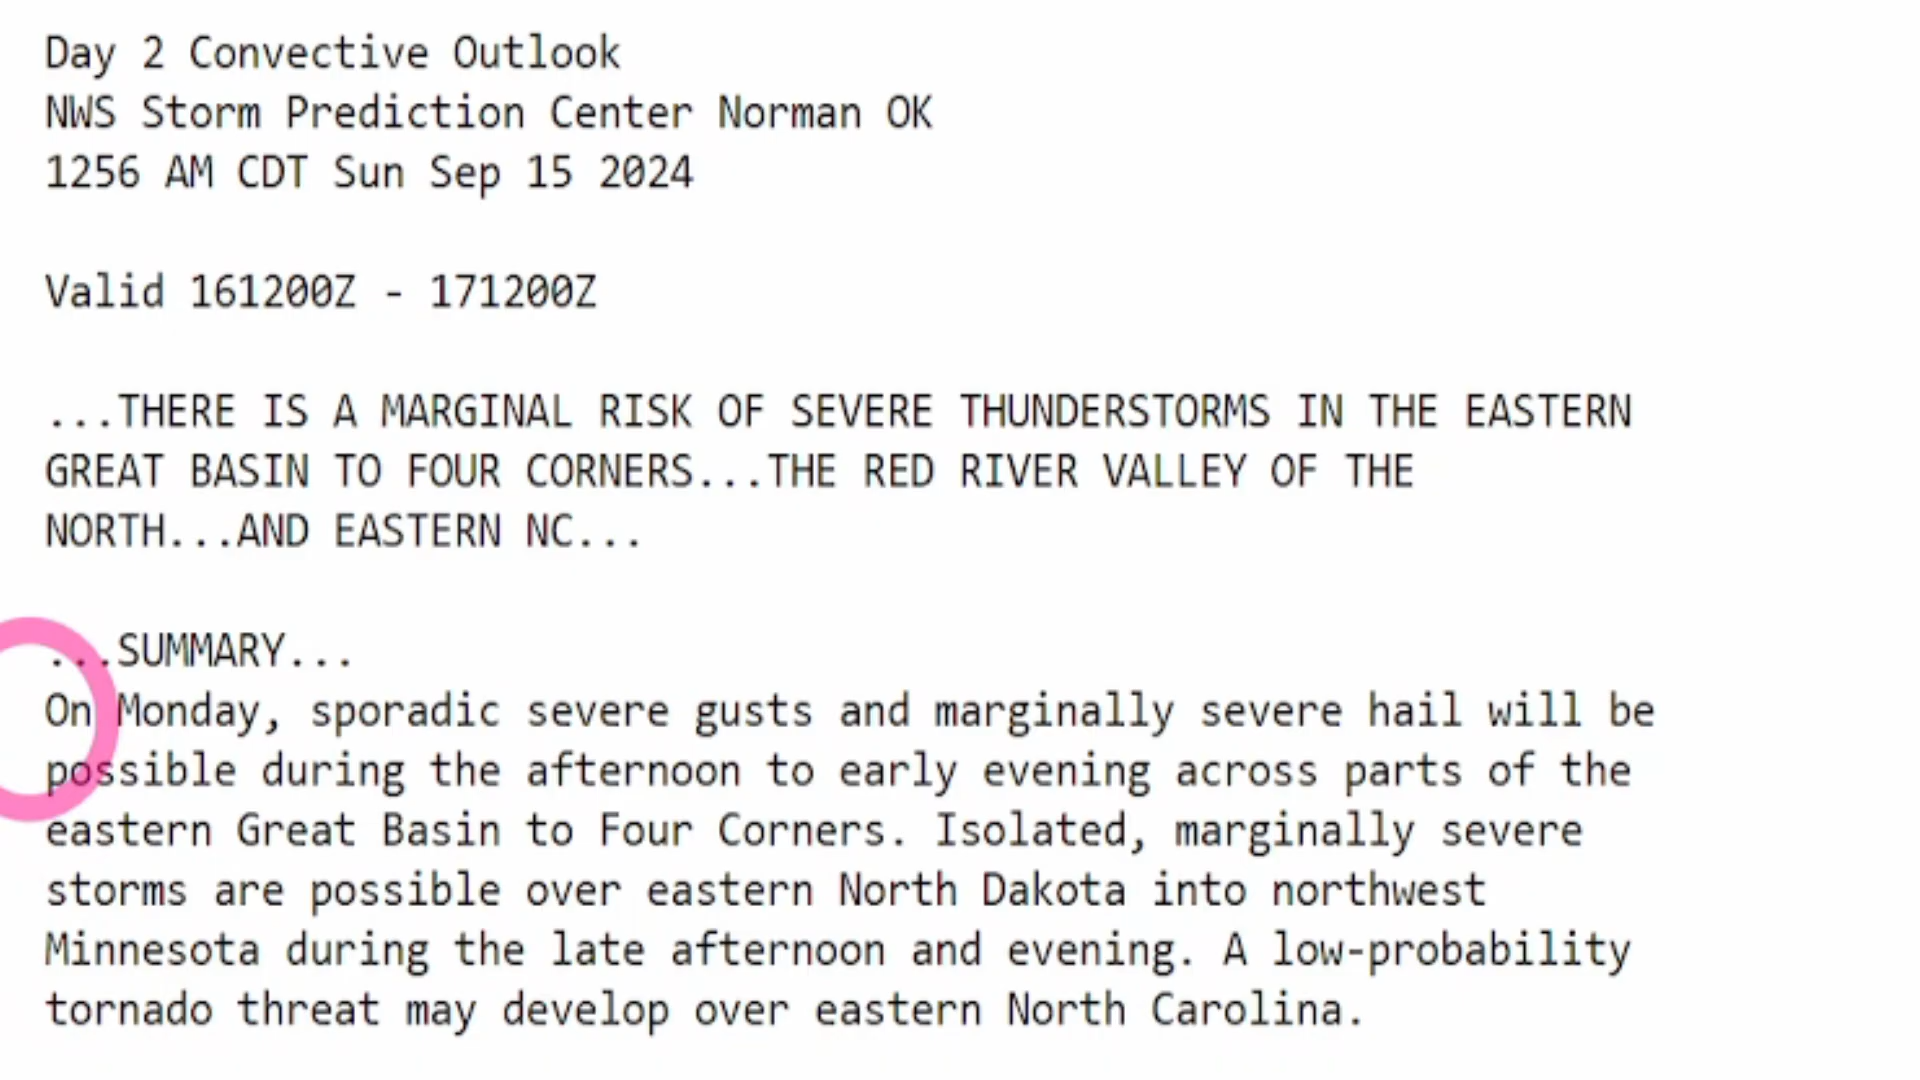 Day 2 Convective Outlook
NWS Storm Prediction Center Norman OK
1256 AM CDT Sun Sep 15 2024
Valid 161200Z - 171200Z
...THERE IS A MARGINAL RISK OF SEVERE THUNDERSTORMS IN THE EASTERN
GREAT BASIN TO FOUR CORNERS...THE RED RIVER VALLEY OF THE
NORTH...AND EASTERN NC...
...SUMMARY...
On Monday, sporadic severe gusts and marginally severe hail will be
possible during the afternoon to early evening across parts of the
eastern Great Basin to Four Corners. Isolated, marginally severe
storms are possible over eastern North Dakota into northwest
Minnesota during the late afternoon and evening. A low-probability
tornado threat may develop over eastern North Carolina.